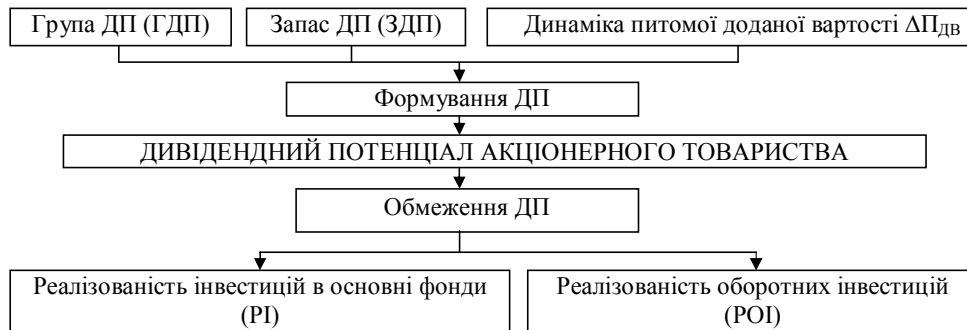 Група ДП (ГДП)
Запас ДП (ЗДП)
Динаміка питомої доданої вартості ΔПДВ
Формування ДП
ДИВІДЕНДНИЙ ПОТЕНЦІАЛ АКЦІОНЕРНОГО ТОВАРИСТВА
Обмеження ДП
Реалізованість інвестицій в основні фонди
(РІ)
Реалізованість оборотних інвестицій
(РОІ)